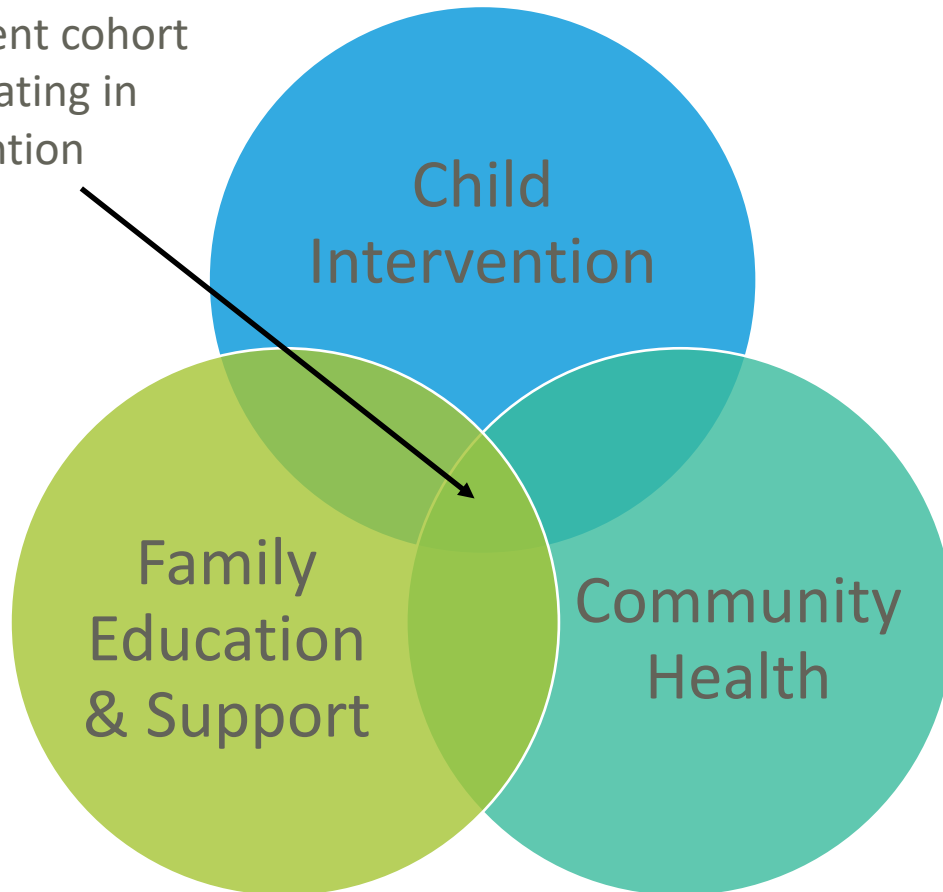 ent cohort
ating in
ntion
Child
Intervention
Family
Education
& Support
Community
Health